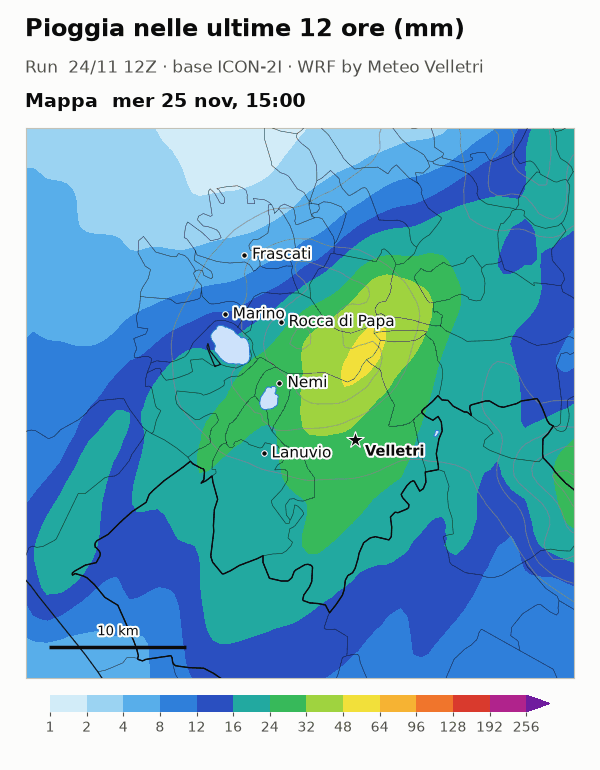 Pioggia nelle ultime 12 ore (mm)
Run  24/11 12Z · base ICON-2I · WRF by Meteo Velletri
Mappa  mer 25 nov, 15:00
Frascati
Marino
Rocca di Papa
Nemi
Velletri
Lanuvio
10 km
1 2 4 8 12 16 24 32 48 64 96 128 192 256